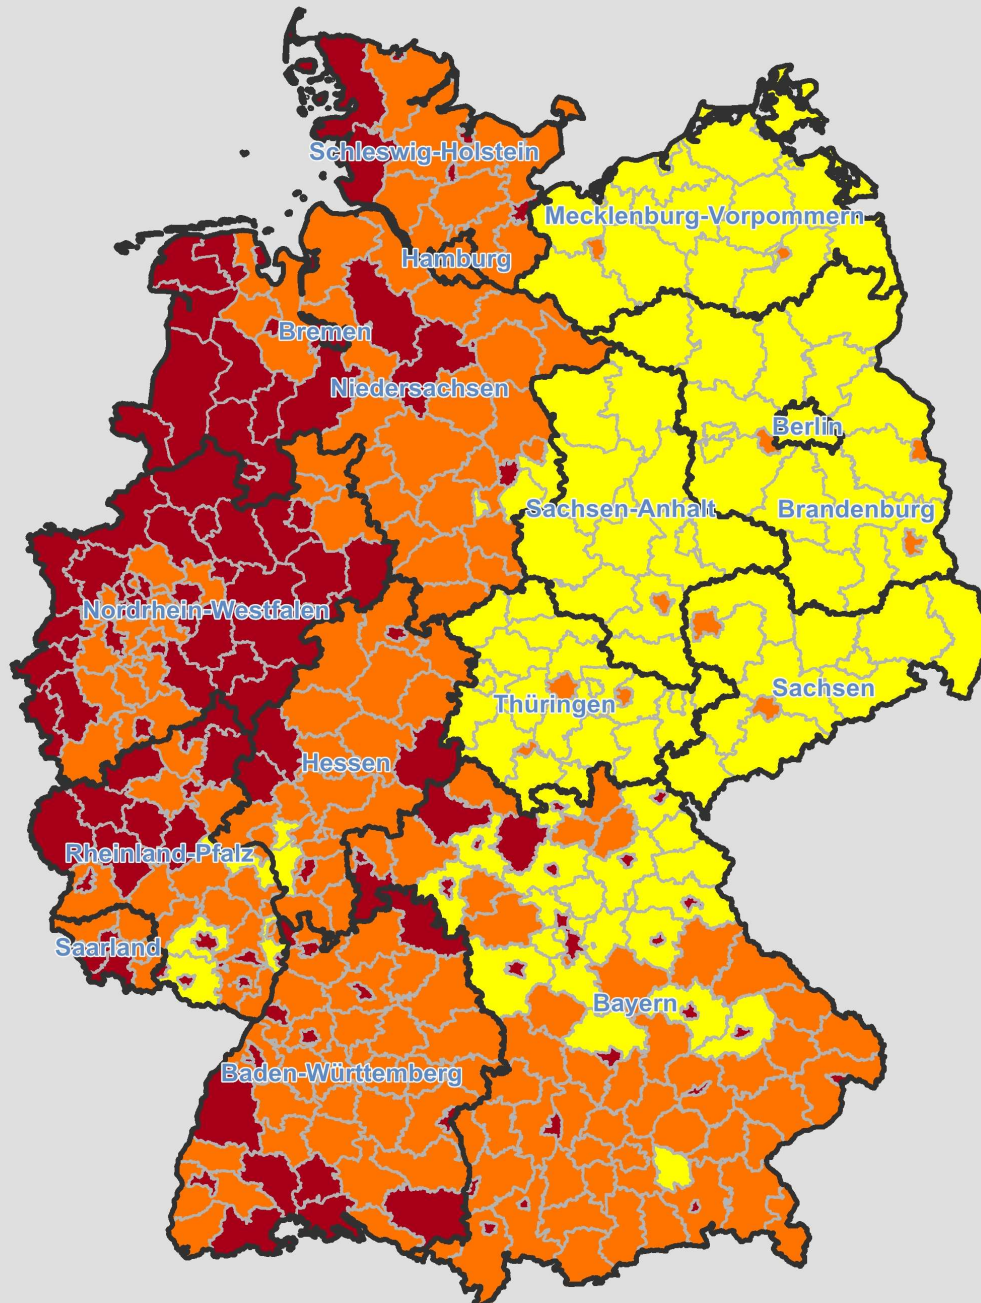 Schleswig-Holstein
Mecklenburg-Vorpommern
Hamburg
Bremen
Niedersachsen
Berlin
Sachsen-Anhalt
Brandenburg
Nordrhein-Westfalen
Sachsen
Thüringen
Hessen
Rheinland-Pfalz
Saarland
Bayern
Baden-Württemberg